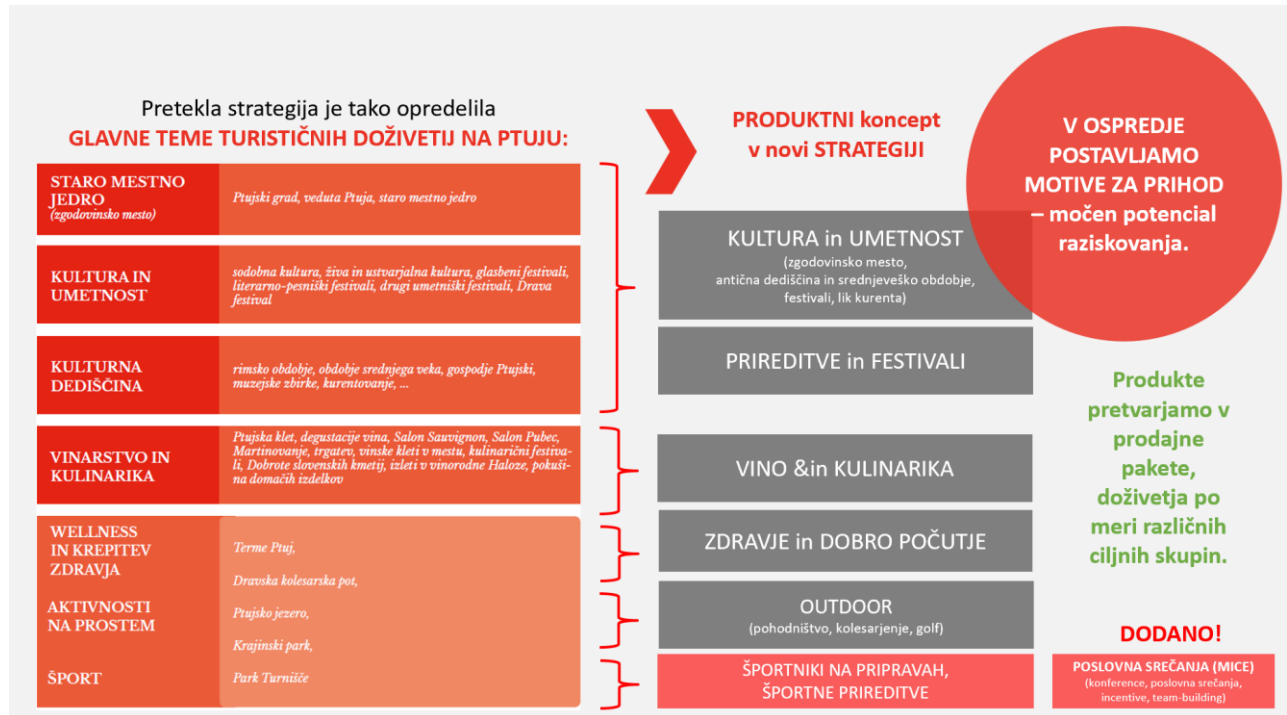 Pretekla strategija je tako opredelila
GLAVNE TEME TURISTIČNIH DOŽIVETIJ NA PTUJU:
STARO MESTNO
JEDRO
(zgodovinsko mesto)
Ptujski grad, veduta Ptuja, staro mestno jedro
KULTURA IN
UMETNOST
sodobna kultura, živa in ustvarjalna kultura, glasbeni festivali,
literarno-pesniški festivali, drugi umetniški festivali, Drava
festival
KULTURNA
DEDIŠČINA
rimsko obdobje, obdobje srednjega veka, gospodje Ptujski,
muzejske zbirke, kurentovanje, ...
VINARSTVO IN
KULINARIKA
Ptujska klet, degustacije vina, Salon Sauvignon, Salon Pubec,
Martinovanje, trgatev, vinske kleti v mestu, kulinarični festiva-
li, Dobrote slovenskih kmetij, izleti v vinorodne Haloze, pokuši-
na domačih izdelkov
WELLNESS
IN KREPITEV
ZDRAVJA
Terme Ptuj,
Dravska kolesarska pot,
AKTIVNOSTI
NA PROSTEM
Ptujsko jezero,
Krajinski park,
ŠPORT
Park Turnišče
PRODUKTNI koncept
v novi STRATEGIJI
KULTURA in UMETNOST
(zgodovinsko mesto,
antična dediščina in srednjeveško obdobje,
festivali, lik kurenta)
PRIREDITVE in FESTIVALI
VINO &in KULINARIKA
ZDRAVJE in DOBRO POČUTJE
OUTDOOR
(pohodništvo, kolesarjenje, golf)
ŠPORTNIKI NA PRIPRAVAH,
ŠPORTNE PRIREDITVE
V OSPREDJE
POSTAVLJAMO
MOTIVE ZA PRIHOD
– močen potencial
raziskovanja.
Produkte
pretvarjamo v
prodajne
pakete,
doživetja po
meri različnih
ciljnih skupin.
DODANO!
POSLOVNA SREČANJA (MICE)
(konference, poslovna srečanja,
incentive, team-building)